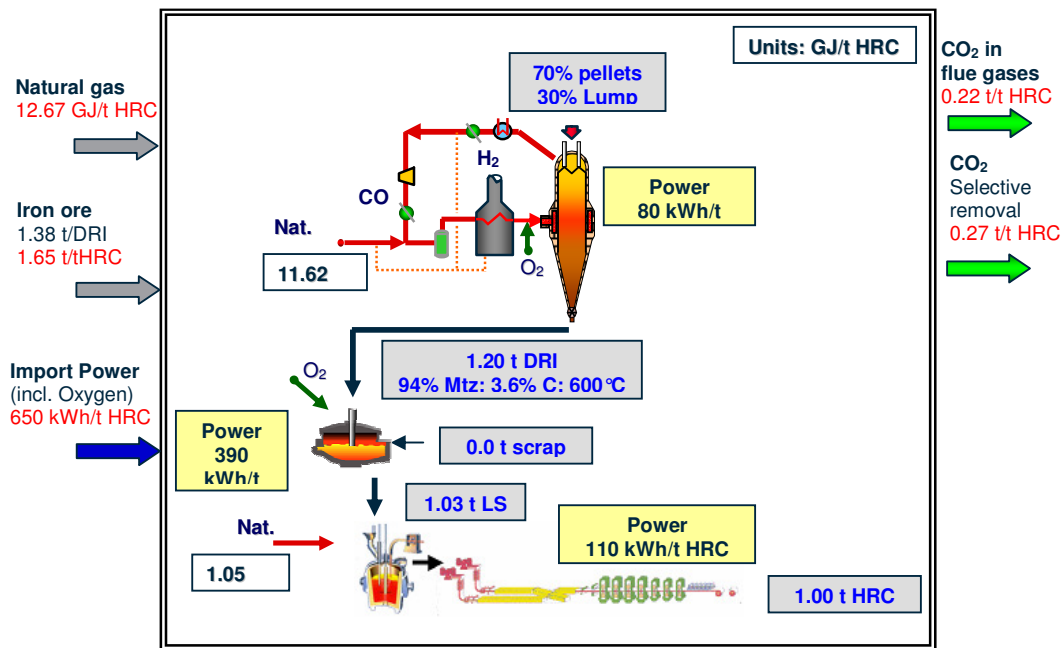 Units: GJ/t HRC
Natural gas
12.67 GJ/t HRC
Iron ore
1.38 t/DRI
1.65 t/tHRC
Import Power
(incl. Oxygen)
650 kWh/t HRC
70% pellets
30% Lump
H2
CO
Nat.
11.62
O2
Power
80 kWh/t
1.20 t DRI
94% Mtz: 3.6% C: 600°C
O2
Power
390
kWh/t
0.0 t scrap
1.03 t LS
Nat.
1.05
Power
110 kWh/t HRC
1.00 t HRC
CO2 in
flue gases
0.22 t/t HRC
CO2
Selective
removal
0.27 t/t HRC